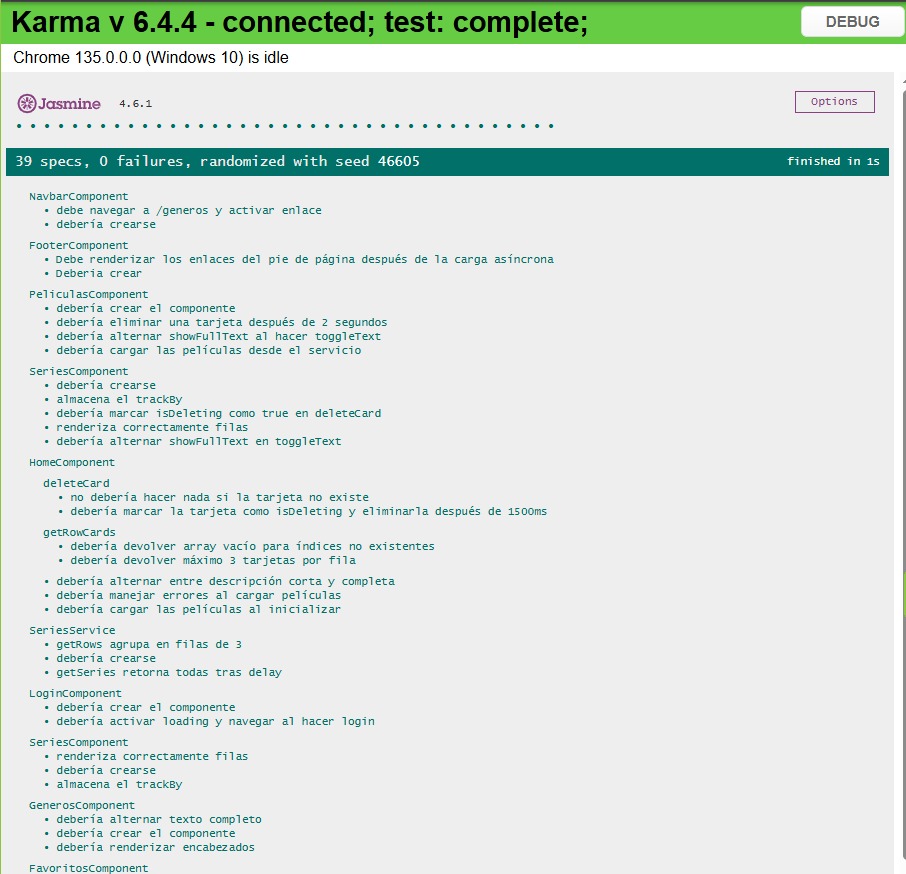 Karma v 6.4.4 - connected; test: complete;
DEBUG
Chrome 135.0.0.0 (Windows 10) is idle
Jasmine 4.6.1
Options
39 specs, 0 failures, randomized with seed 46605
finished in 1s
NavbarComponent
• debe navegar a /generos y activar enlace
• debería crearse
FooterComponent
• Debe renderizar los enlaces del pie de página después de la carga asíncrona
• Deberia crear
PeliculasComponent
• debería crear el componente
• debería eliminar una tarjeta después de 2 segundos
• debería alternar showFullText al hacer toggleText
• debería cargar las películas desde el servicio
SeriesComponent
• debería crearse
• almacena el trackBy
• debería marcar isDeleting como true en deleteCard
• renderiza correctamente filas
• debería alternar showFullText en toggleText
HomeComponent
deleteCard
• no debería hacer nada si la tarjeta no existe
• debería marcar la tarjeta como isDeleting y eliminarla después de 1500ms
getRowCards
• debería devolver array vacío para índices no existentes
• debería devolver máximo 3 tarjetas por fila
• debería alternar entre descripción corta y completa
• debería manejar errores al cargar películas
• debería cargar las películas al inicializar
SeriesService
• getRows agrupa en filas de 3
• debería crearse
• getSeries retorna todas tras delay
LoginComponent
• debería crear el componente
• debería activar loading y navegar al hacer login
SeriesComponent
• renderiza correctamente filas
• debería crearse
• almacena el trackBy
GenerosComponent
• debería alternar texto completo
• debería crear el componente
• debería renderizar encabezados
FavoritosComponent